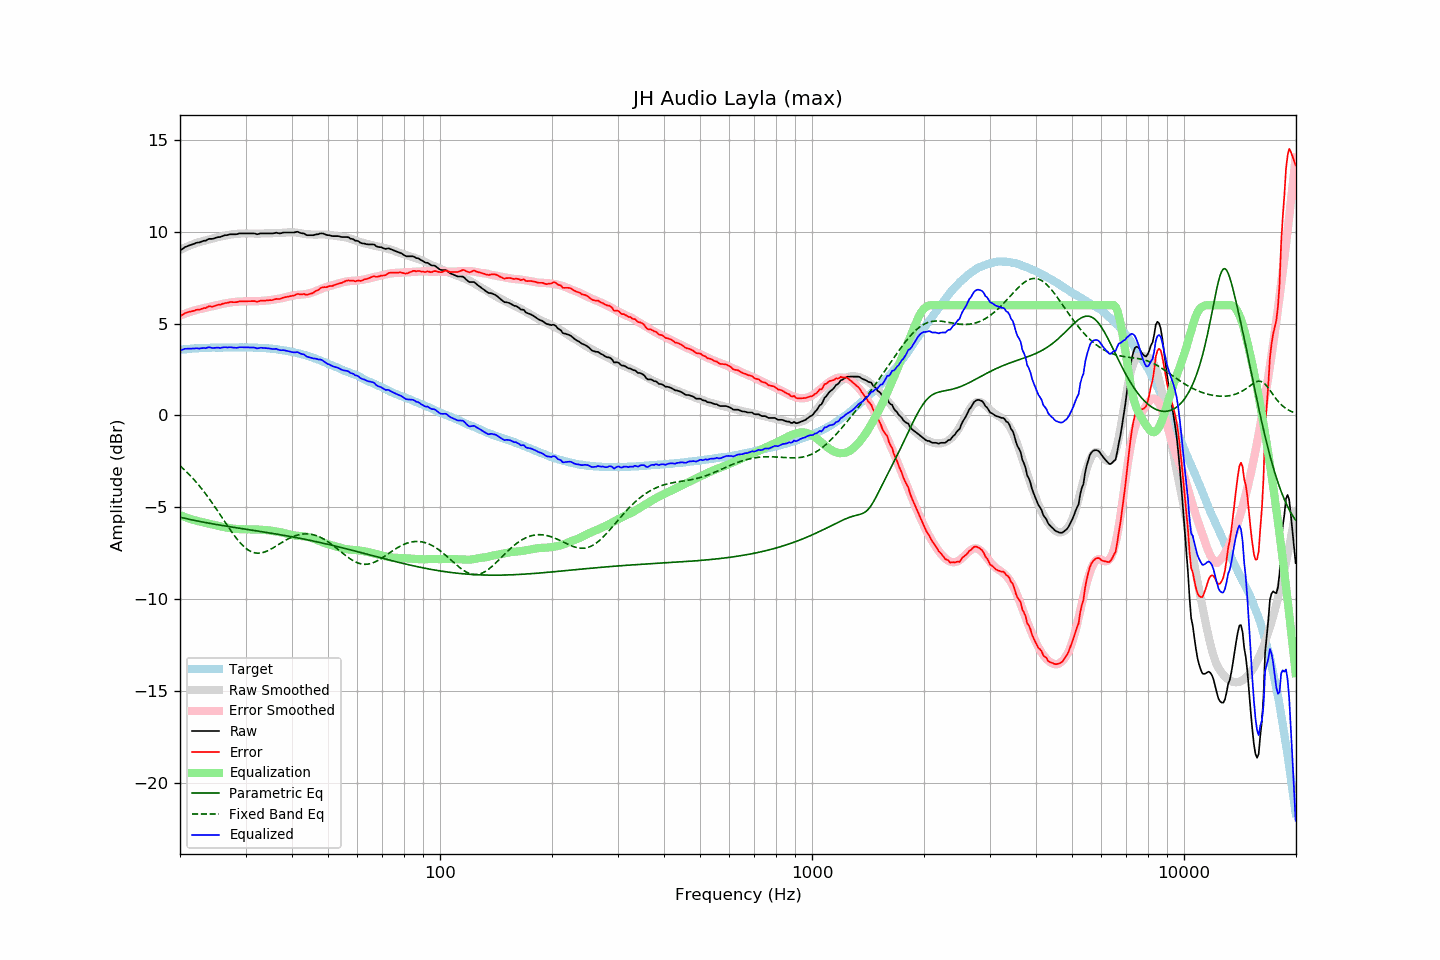 JH Audio Layla (max)
15
10
5
0
−5
−10
−15
−20
Amplitude (dBr)
Target
Raw Smoothed
Error Smoothed
Raw
Error
Equalization
Parametric Eq
Fixed Band Eq
Equalized
100
1000
10000
Frequency (Hz)